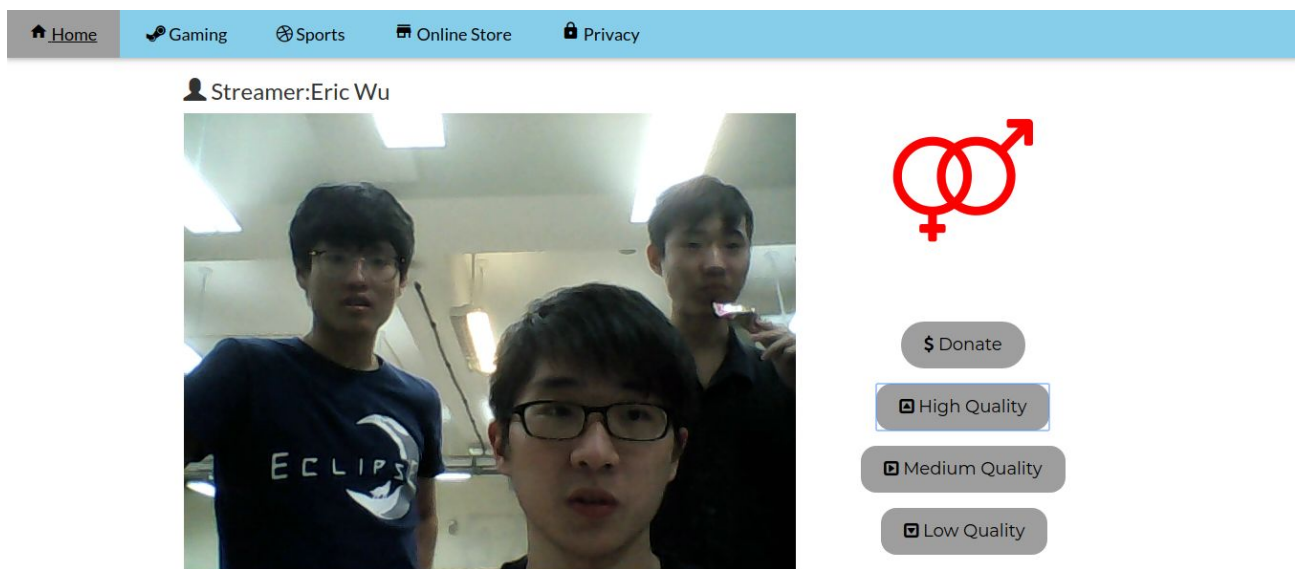 Home Gaming Sports Online Store Privacy
Streamer:Eric Wu
ECLIPSE
$ Donate
High Quality
Medium Quality
Low Quality